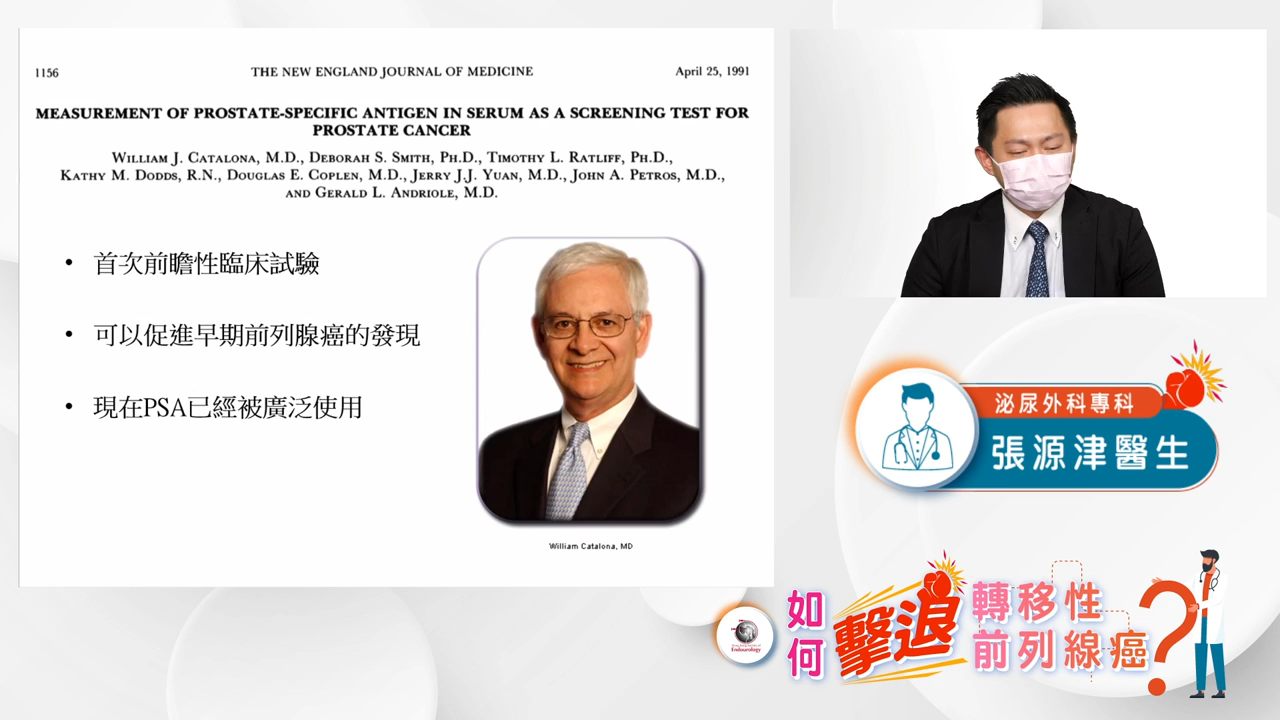 1156
THE NEW ENGLAND JOURNAL OF MEDICINE
April 25, 1991
MEASUREMENT OF PROSTATE-SPECIFIC ANTIGEN IN SERUM AS A SCREENING TEST FOR
PROSTATE CANCER
WILLIAM J. CATALONA, M.D., DEBORAH S. SMITH, PH.D., TIMOTHY L. RATLIFF, PH.D.,
KATHY M. DODDS, R.N., DOUGLAS E. COPLEN, M.D., JERRY J.J. YUAN, M.D., JOHN A. PETROS, M.D.,
AND GERALD L. ANDRIOLE, M.D.
• 首次前瞻性臨床試驗
• 可以促進早期前列腺癌的發現
• 現在PSA已經被廣泛使用
William Catalona, MD
泌尿外科專科
張源津醫生
Endourology
如何擊退轉移性
前列線癌?